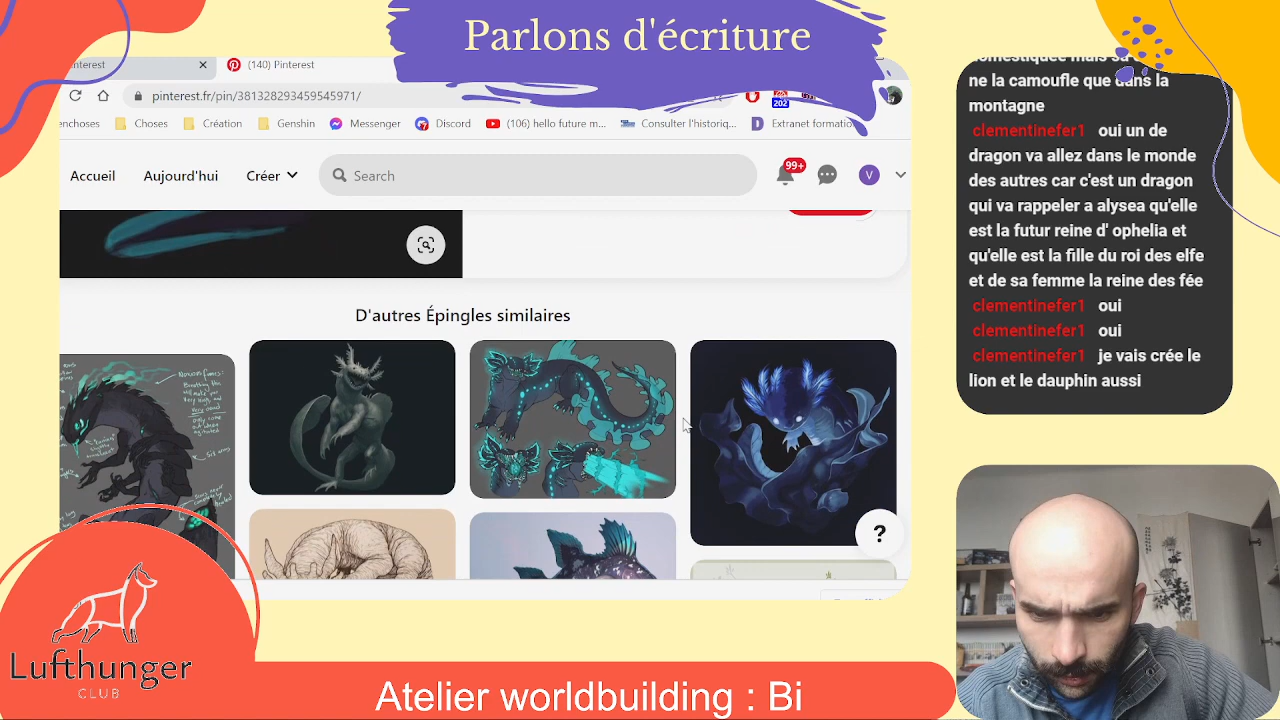 Parlons d'écriture
nterest
(140) Pinterest
pinterest.fr/pin/381328293459545971/
enchoses
Choses
Création
Genshin
Messenger
Discord
(106) hello future m...
Consulter l'historiq...
Extranet formatio
Accueil
Aujourd'hui
Créer
Search
99+
V
D'autres Épingles similaires
?
ne la camoufle que dans la
montagne
clementinefer1 oui un de
dragon va allez dans le monde
des autres car c'est un dragon
qui va rappeler a alysea qu'elle
est la futur reine d' ophelia et
qu'elle est la fille du roi des elfe
et de sa femme la reine des fée
clementinefer1 oui
clementinefer1 oui
clementinefer1 je vais crée le
lion et le dauphin aussi
Lufthunger
CLUB
Atelier worldbuilding : Bi